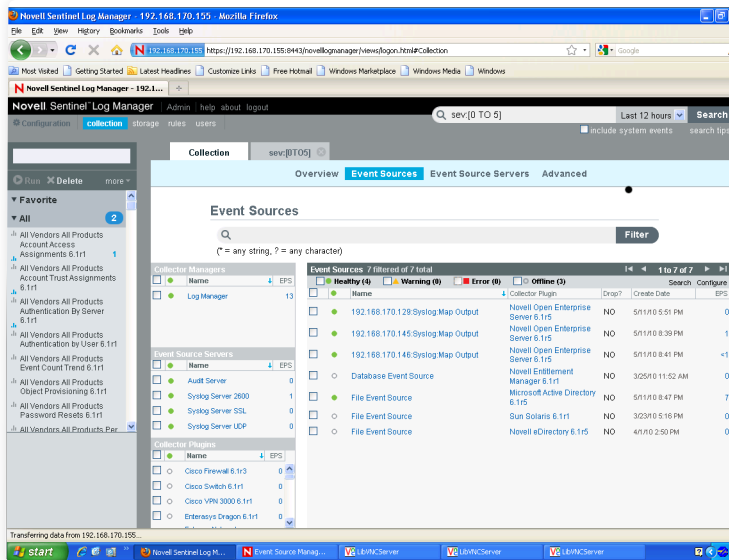 Novell Sentinel Log Manager - 192.168.170.155 - Mozilla Firefox
File Edit View History Bookmarks Tools Help
192.168.170.155 https://192.168.170.155:8443/novelllogmanager/views/logon.html#Collection
Google
Most Visited Getting Started Latest Headlines Customize Links Free Hotmail Windows Marketplace Windows Media Windows
Novell Sentinel Log Manager - 192.1...
Novell Sentinel Log Manager Admin help about logout
sev:[0 TO 5] Last 12 hours Search
Configuration collection storage rules users
include system events search tips
Collection sev:[0TO5]
Overview Event Sources Event Source Servers Advanced
Run Delete more
Favorite
All 2
All Vendors All Products
Account Access
Assignments 6.1r1 1
All Vendors All Products
Account Trust Assignments
6.1r1
All Vendors All Products
Authentication By Server
6.1r1
All Vendors All Products
Authentication by User 6.1r1
All Vendors All Products
Event Count Trend 6.1r1
All Vendors All Products
Object Provisioning 6.1r1
All Vendors All Products
Password Resets 6.1r1
All Vendors All Products Per
Event Sources
Filter
(* = any string, ? = any character)
Collector Managers
Name EPS
Log Manager 13
Event Source Servers
Name EPS
Audit Server 0
Syslog Server 2600 1
Syslog Server SSL 0
Syslog Server UDP 0
Collector Plugins
Name EPS
Cisco Firewall 6.1r3 0
Cisco Switch 6.1r1 0
Cisco VPN 3000 6.1r1 0
Enterasys Dragon 6.1r1 0
Event Sources 7 filtered of 7 total 1 to 7 of 7
Healthy (4) Warning (0) Error (0) Offline (3) Search Configure
Name Collector Plugin Drop? Create Date EPS
192.168.170.129:Syslog:Map Output Novell Open Enterprise Server 6.1r5 NO 5/11/10 5:51 PM 0
192.168.170.145:Syslog:Map Output Novell Open Enterprise Server 6.1r5 NO 5/11/10 8:39 PM 1
192.168.170.146:Syslog:Map Output Novell Open Enterprise Server 6.1r5 NO 5/11/10 8:41 PM <1
Database Event Source Novell Entitlement Manager 6.1r1 NO 3/25/10 11:52 AM 0
File Event Source Microsoft Active Directory 6.1r5 NO 5/11/10 8:47 PM 7
File Event Source Sun Solaris 6.1r1 NO 3/23/10 5:16 PM 0
File Event Source Novell eDirectory 6.1r5 NO 4/1/10 2:50 PM 0
Transferring data from 192.168.170.155...
start Novell Sentinel Log M... Event Source Manag... LibVNCServer LibVNCServer LibVNCServer